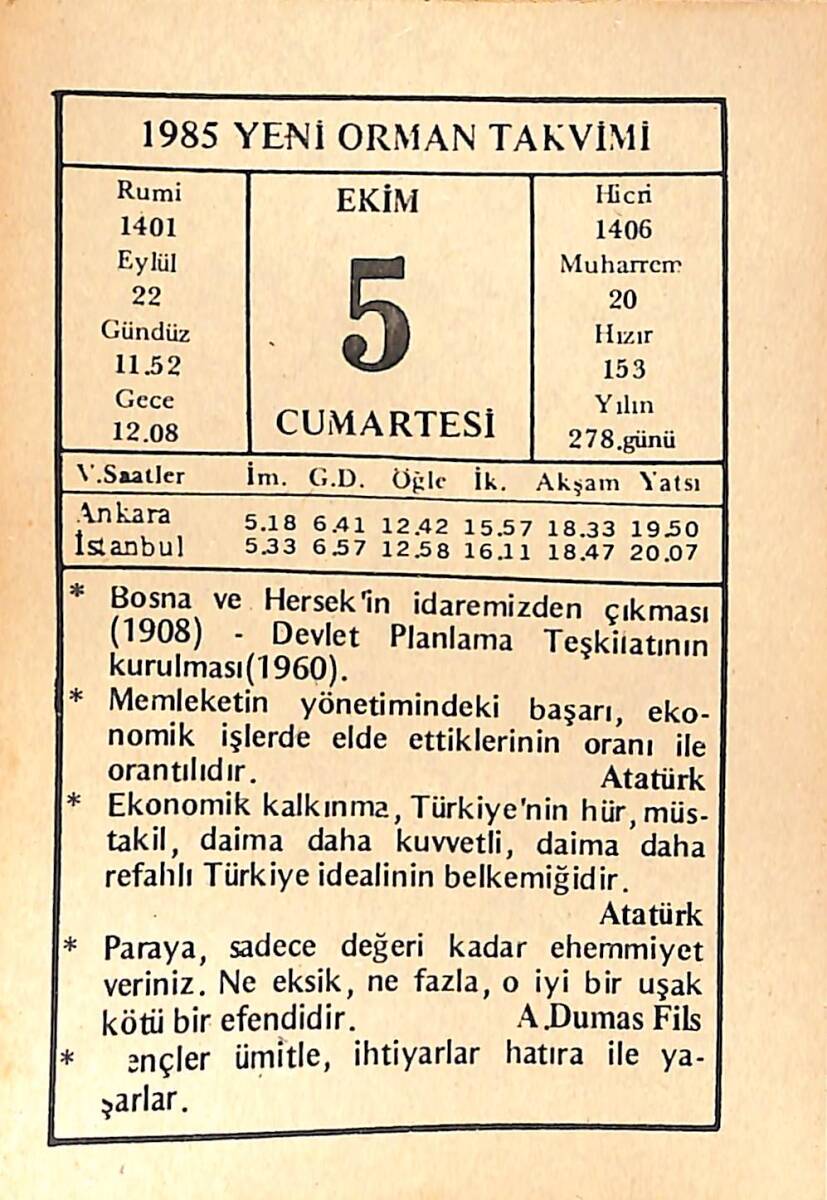 1985 YENİ ORMAN TAKVİMİ
Rumi
1401
Eylül
22
Gündüz
11.52
Gece
12.08
EKİM
5
CUMARTESİ
Hicri
1406
Muharrem
20
Hızır
153
Yılın
278.günü
V.Saatler İm. G.D. Öğle İk. Akşam Yatsı
Ankara 5.18 6.41 12.42 15.57 18.33 19.50
İstanbul 5.33 6.57 12.58 16.11 18.47 20.07
* Bosna ve Hersek'in idaremizden çıkması
(1908) - Devlet Planlama Teşkilatının
kurulması(1960).
* Memleketin yönetimindeki başarı, eko-
nomik işlerde elde ettiklerinin oranı ile
orantılıdır. Atatürk
* Ekonomik kalkınma, Türkiye'nin hür, müs-
takil, daima daha kuvvetli, daima daha
refahlı Türkiye idealinin belkemiğidir.
Atatürk
* Paraya, sadece değeri kadar ehemmiyet
veriniz. Ne eksik, ne fazla, o iyi bir uşak
kötü bir efendidir. A.Dumas Fils
* ençler ümitle, ihtiyarlar hatıra ile ya-
şarlar.